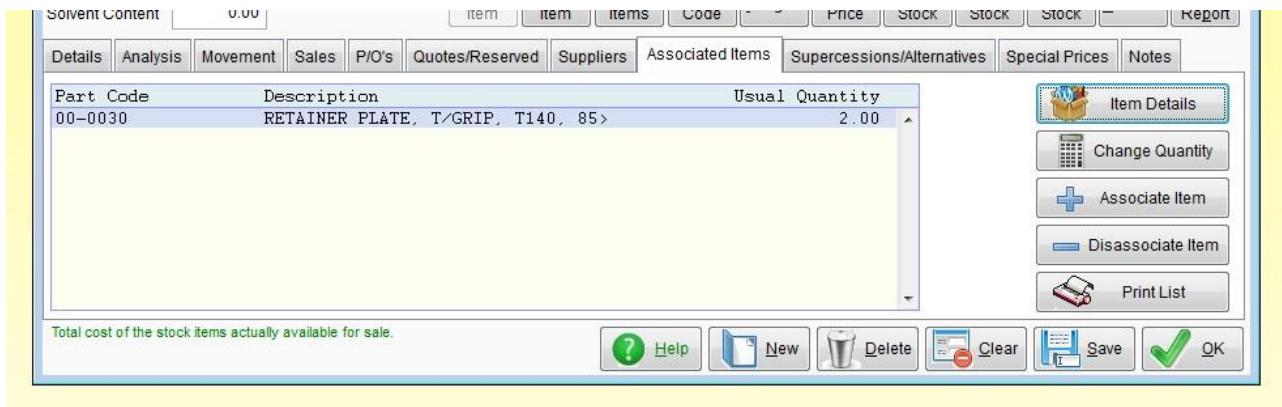 Solvent Content 0.00 Item Item Items Code Price Stock Stock Stock Report
Details Analysis Movement Sales P/O's Quotes/Reserved Suppliers Associated Items Supercessions/Alternatives Special Prices Notes
Part Code Description Usual Quantity
00-0030 RETAINER PLATE, T/GRIP, T140, 85> 2.00
Item Details
Change Quantity
Associate Item
Disassociate Item
Print List
Total cost of the stock items actually available for sale.
Help New Delete Clear Save OK